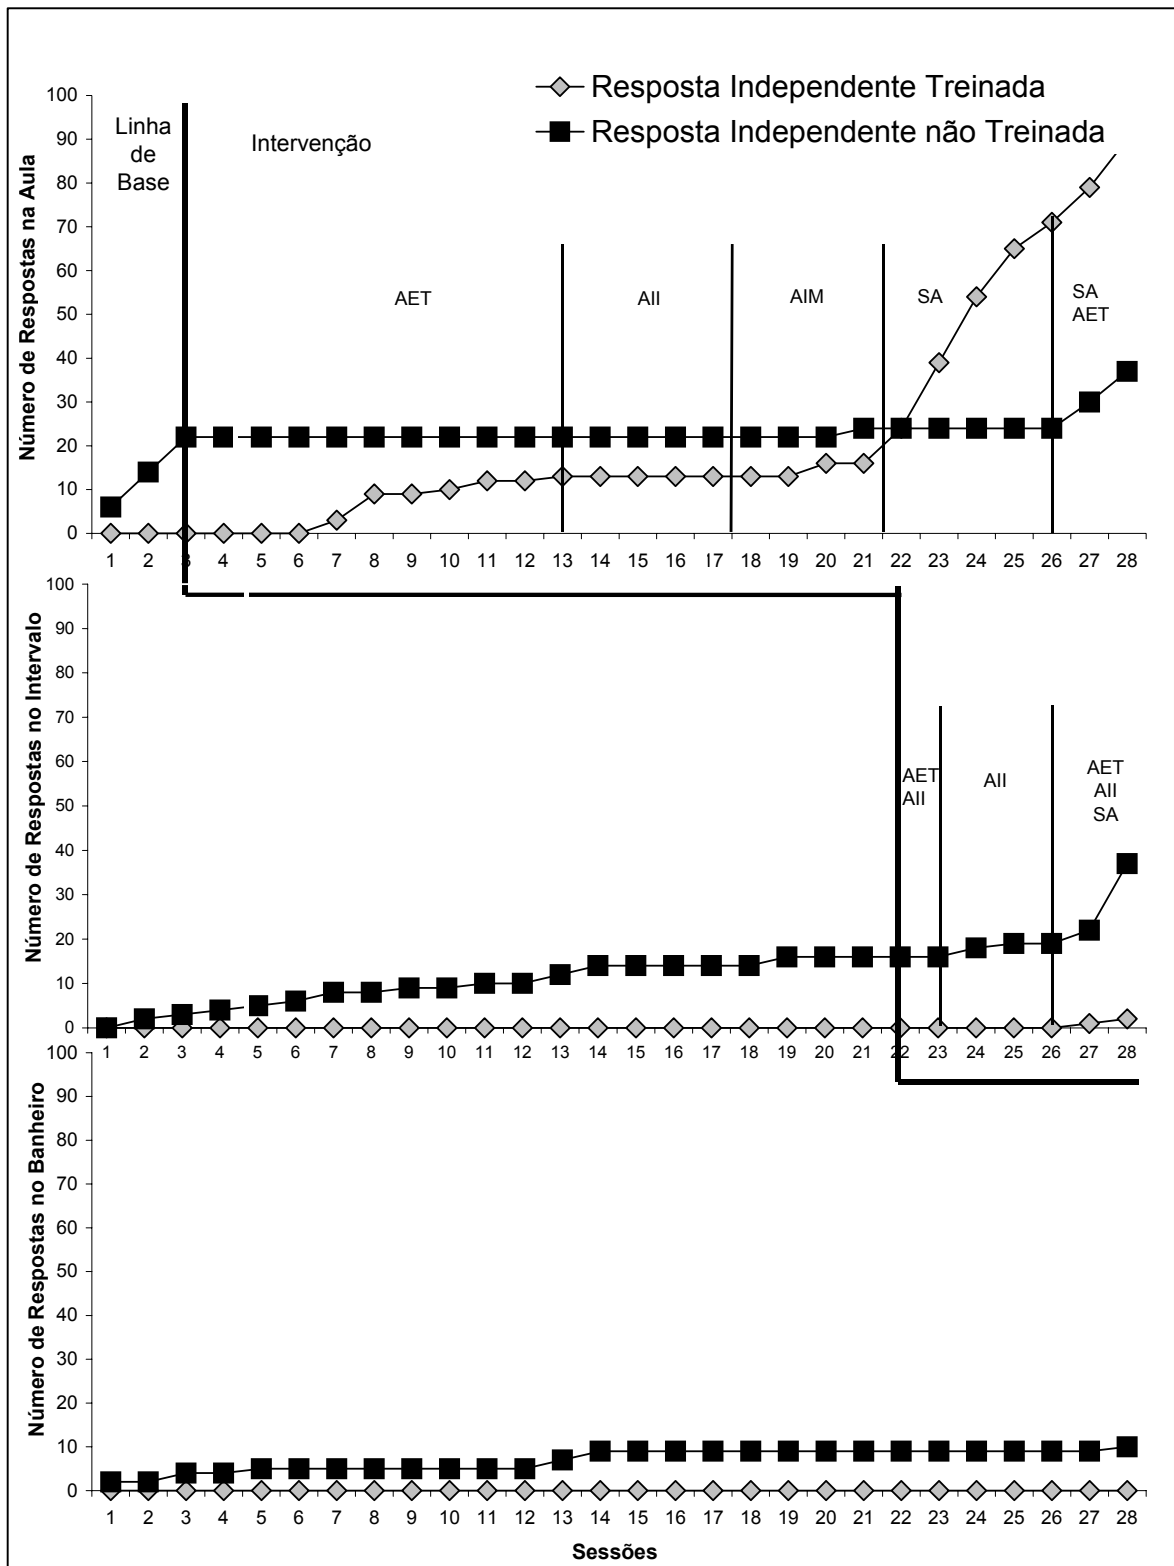 Resposta Independente Treinada
Resposta Independente não Treinada
Linha
de
Base
Intervenção
AET
AII
AIM
SA
SA
AET
Número de Respostas na Aula
100
90
80
70
60
50
40
30
20
10
0
1 2 3 4 5 6 7 8 9 10 11 12 13 14 15 16 17 18 19 20 21 22 23 24 25 26 27 28
Número de Respostas no Intervalo
100
90
80
70
60
50
40
30
20
10
0
AET
AII
AII
AET
AII
SA
1 2 3 4 5 6 7 8 9 10 11 12 13 14 15 16 17 18 19 20 21 22 23 24 25 26 27 28
Número de Respostas no Banheiro
100
90
80
70
60
50
40
30
20
10
0
1 2 3 4 5 6 7 8 9 10 11 12 13 14 15 16 17 18 19 20 21 22 23 24 25 26 27 28
Sessões